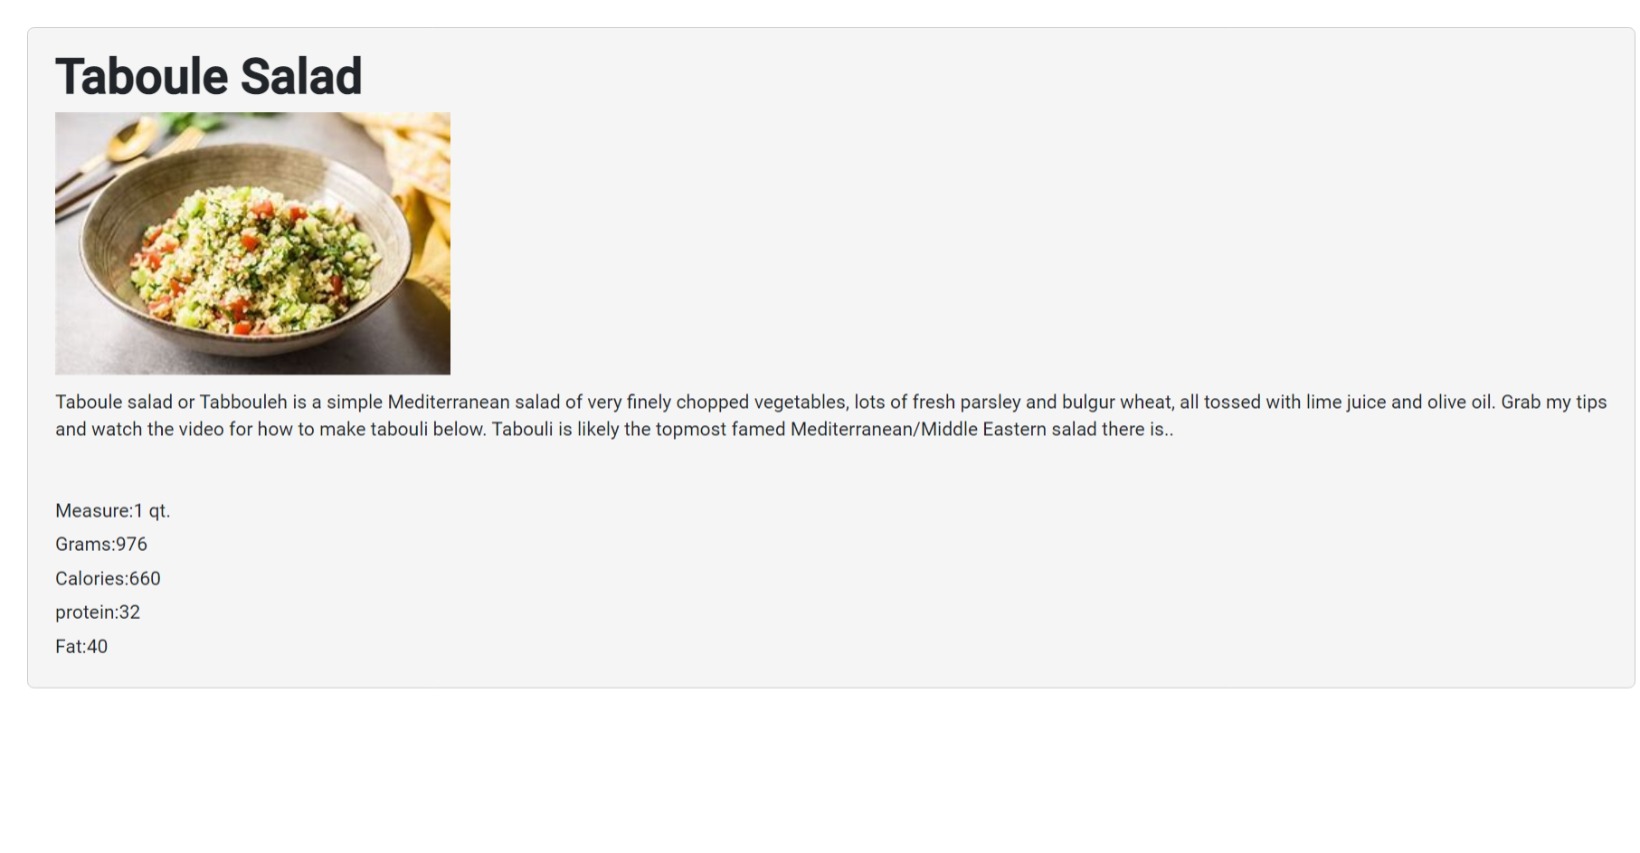 Taboule Salad
Taboule salad or Tabbouleh is a simple Mediterranean salad of very finely chopped vegetables, lots of fresh parsley and bulgur wheat, all tossed with lime juice and olive oil. Grab my tips
and watch the video for how to make tabouli below. Tabouli is likely the topmost famed Mediterranean/Middle Eastern salad there is..
Measure:1 qt.
Grams:976
Calories:660
protein:32
Fat:40